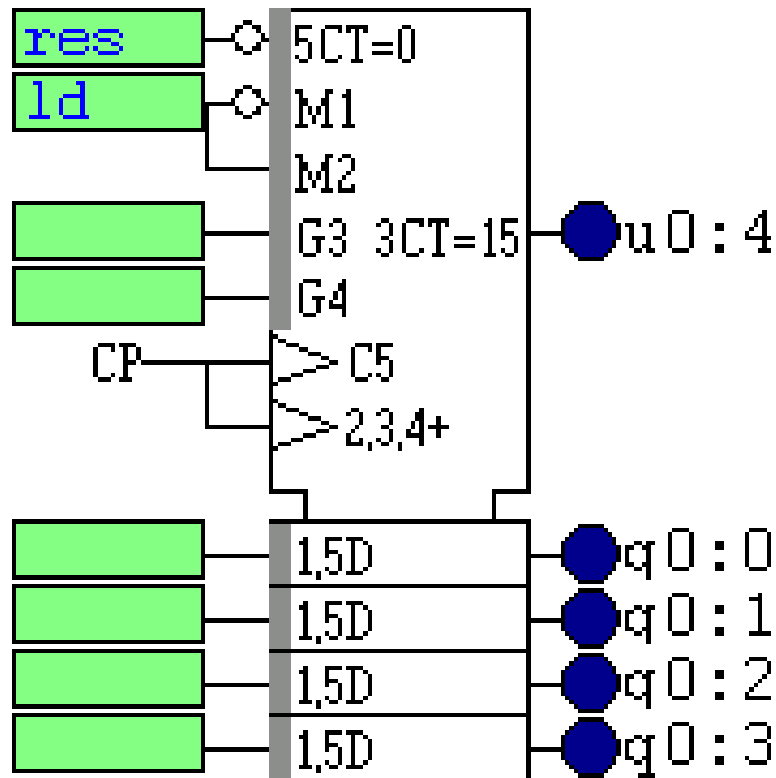 res 5CT=0
ld M1
M2
G3 3CT=15 u0:4
G4
CP C5
2,3,4+
1,5D q0:0
1,5D q0:1
1,5D q0:2
1,5D q0:3